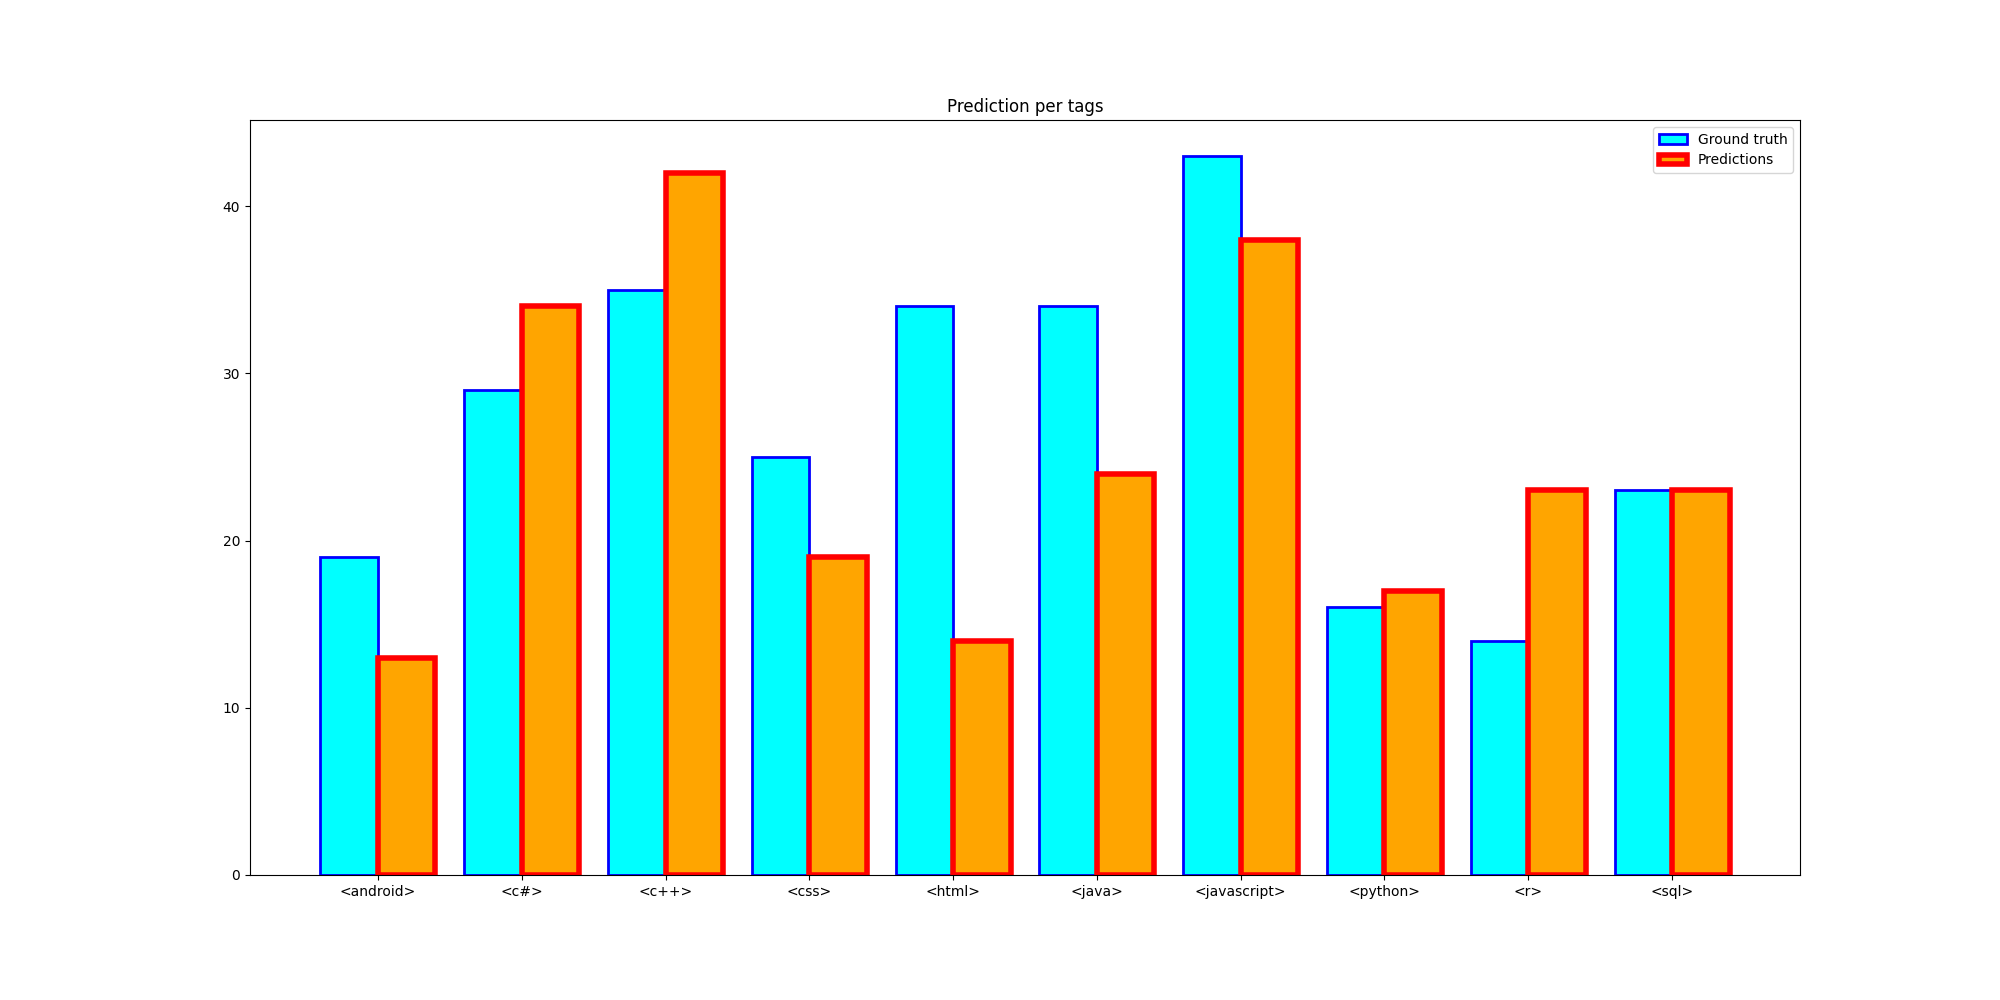 Prediction per tags
Ground truth
Predictions
40
30
20
10
0
<android> <c#> <c++> <css> <html> <java> <javascript> <python> <r> <sql>